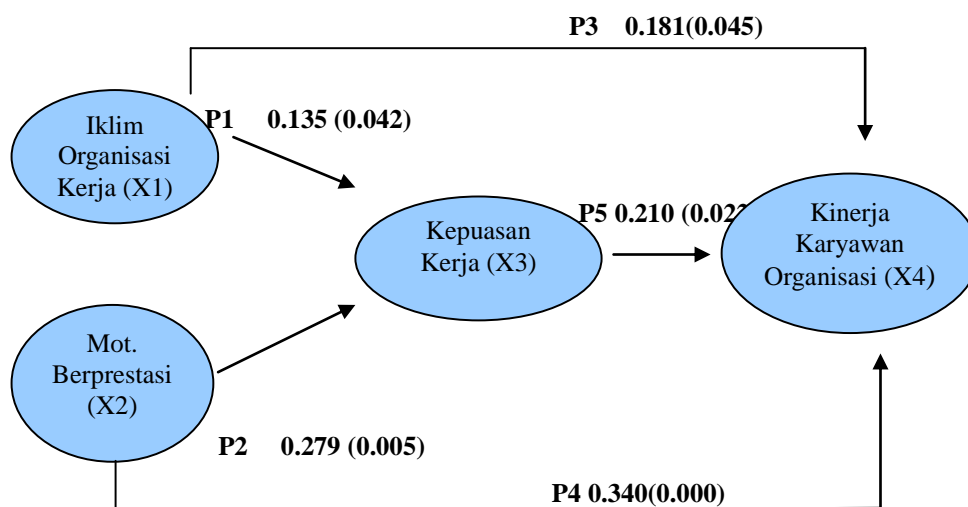 P3 0.181(0.045)
Iklim
Organisasi
Kerja (X1)
P1 0.135 (0.042)
Kepuasan
Kerja (X3)
P5 0.210
Kinerja
Karyawan
Organisasi (X4)
Mot.
Berprestasi
(X2)
P2 0.279 (0.005)
P4 0.340(0.000)